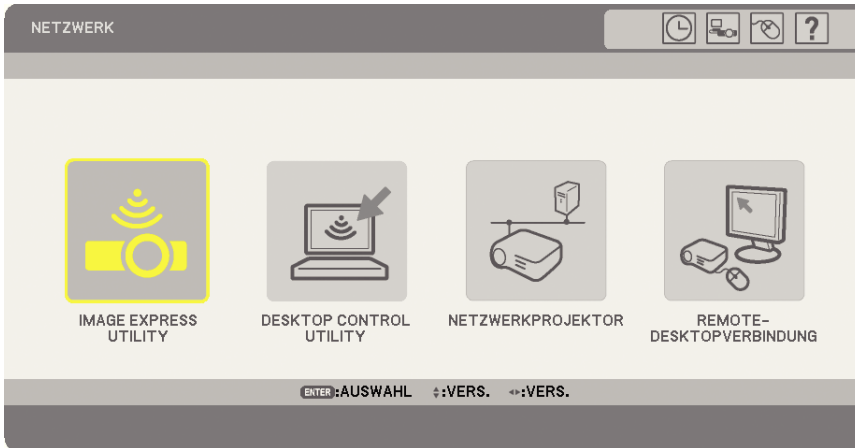 NETZWERK
?
IMAGE EXPRESS
UTILITY
DESKTOP CONTROL
UTILITY
NETZWERKPROJEKTOR
REMOTE-
DESKTOPVERBINDUNG
ENTER:AUSWAHL :VERS. :VERS.